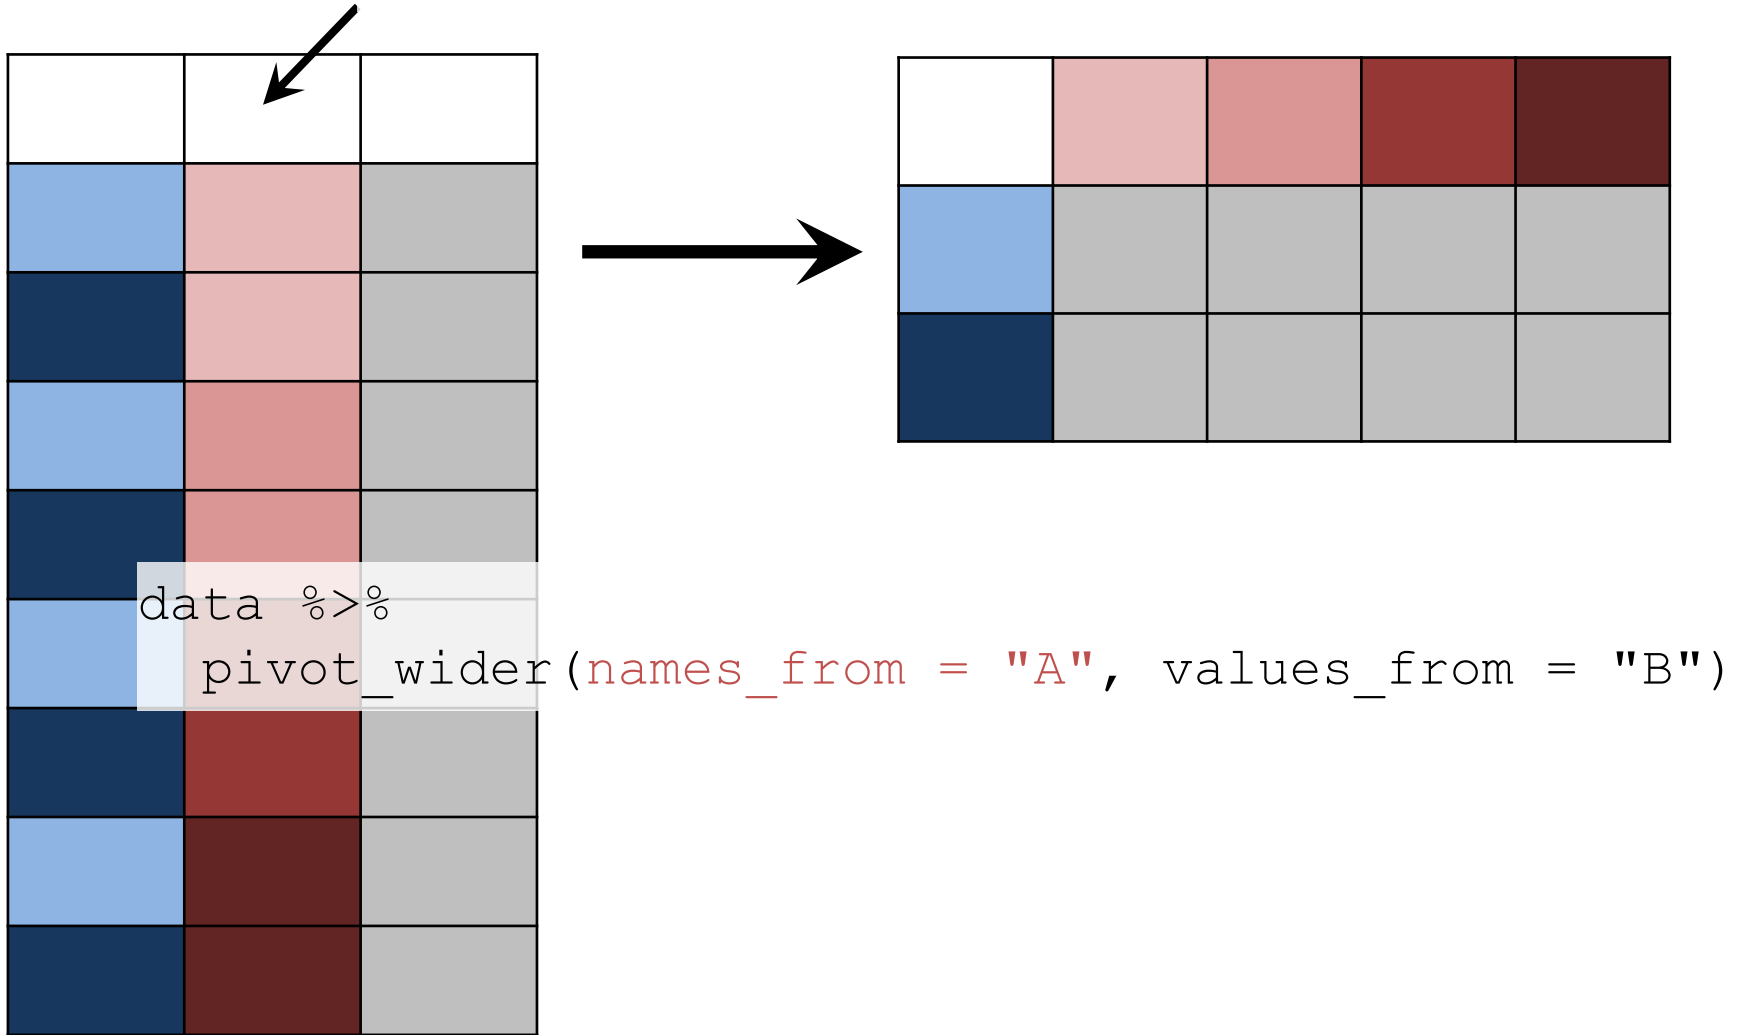 data %>%
pivot_wider(names_from = "A", values_from = "B")